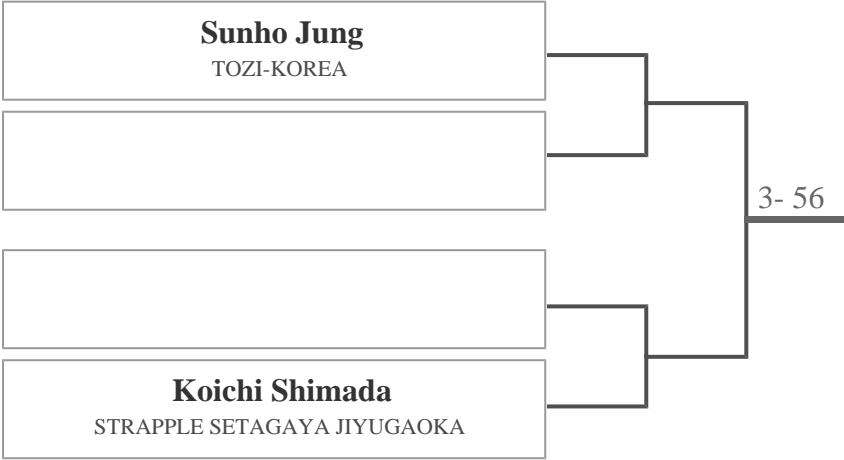 Sunho Jung
TOZI-KOREA
3- 56
Koichi Shimada
STRAPPLE SETAGAYA JIYUGAOKA